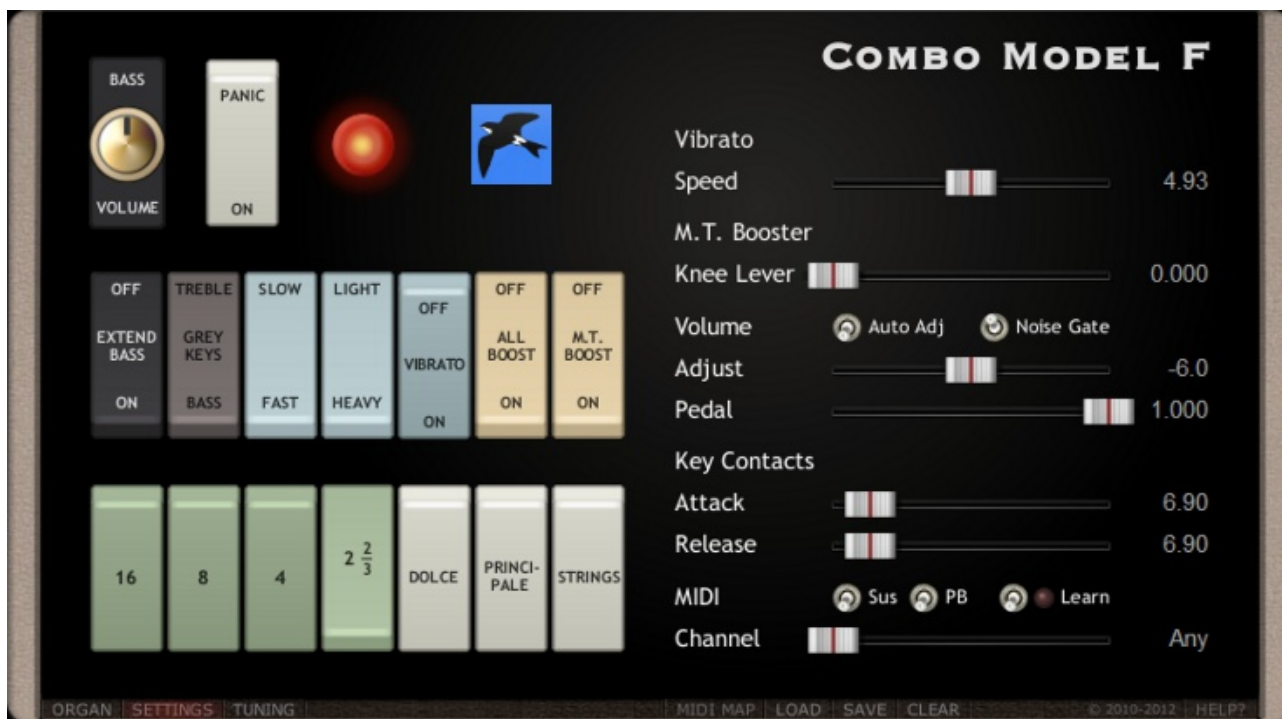 COMBO MODEL F
BASS
VOLUME
PANIC
ON
Vibrato
Speed 4.93
M.T. Booster
Knee Lever 0.000
Volume Auto Adj Noise Gate
Adjust -6.0
Pedal 1.000
Key Contacts
Attack 6.90
Release 6.90
MIDI Sus PB Learn
Channel Any
OFF
EXTEND
BASS
ON
TREBLE
GREY
KEYS
BASS
SLOW
FAST
LIGHT
HEAVY
OFF
VIBRATO
ON
OFF
ALL
BOOST
ON
OFF
M.T.
BOOST
ON
16
8
4
2 2/3
DOLCE
PRINCI-
PALE
STRINGS
ORGAN SETTINGS TUNING MIDI MAP LOAD SAVE CLEAR © 2010-2012 HELP?